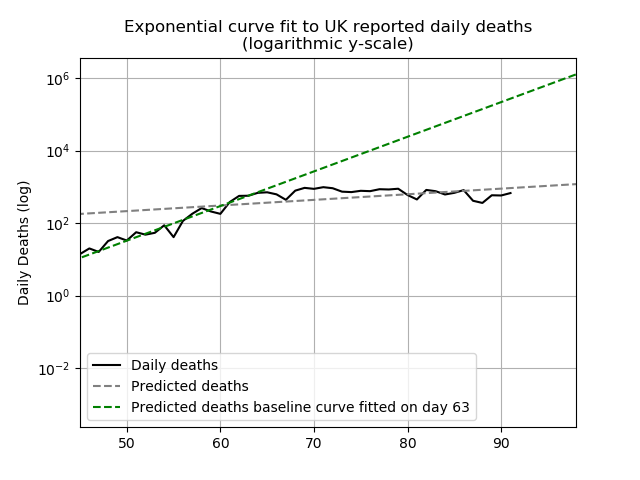 Exponential curve fit to UK reported daily deaths
(logarithmic y-scale)
10^6
10^4
10^2
10^0
10^−2
Daily Deaths (log)
Daily deaths
Predicted deaths
Predicted deaths baseline curve fitted on day 63
50
60
70
80
90